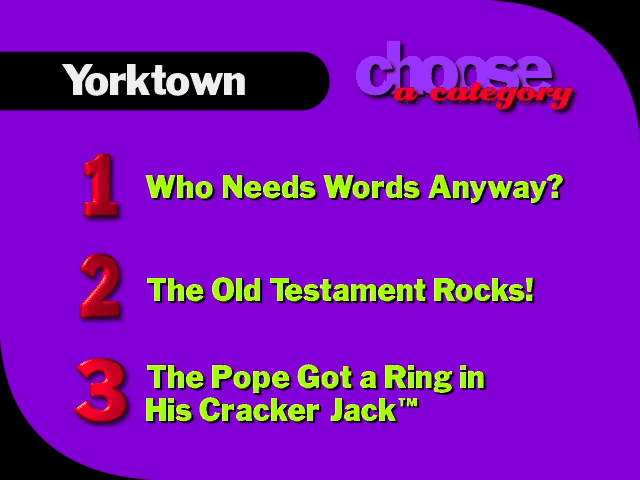 Yorktown
choose
a category
1 Who Needs Words Anyway?
2 The Old Testament Rocks!
3 The Pope Got a Ring in
His Cracker Jack™